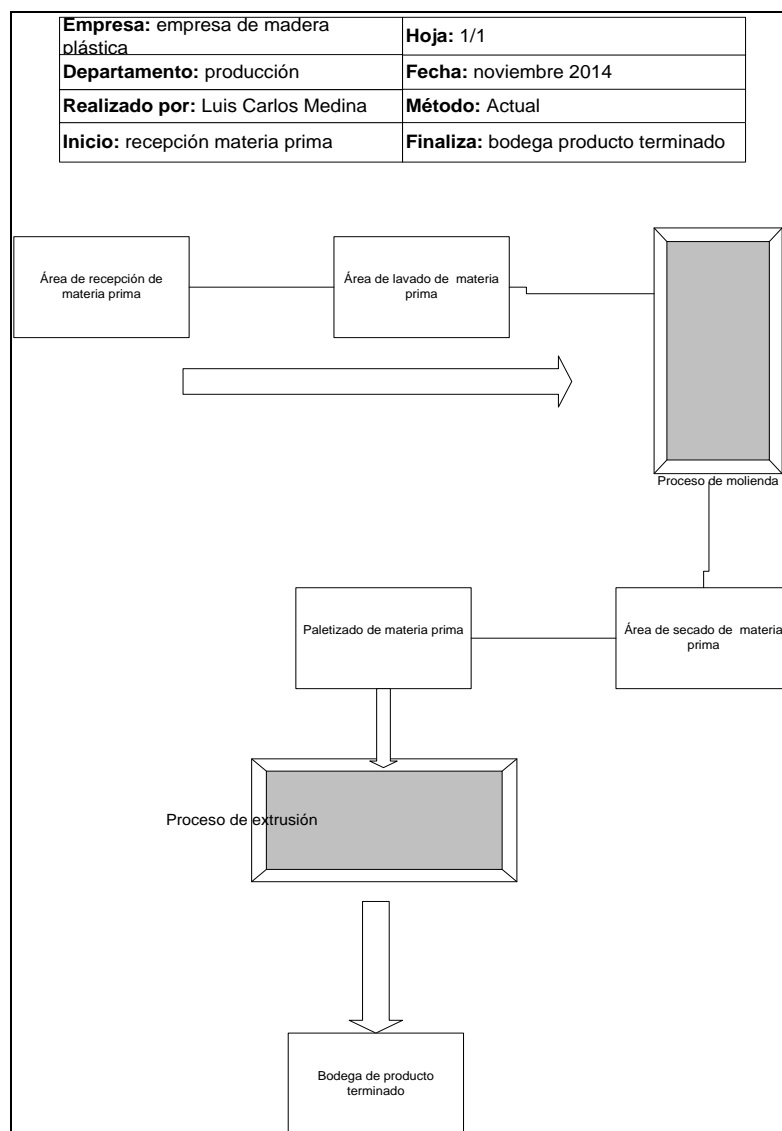 Empresa: empresa de madera
plástica
Hoja: 1/1
Departamento: producción
Fecha: noviembre 2014
Realizado por: Luis Carlos Medina
Método: Actual
Inicio: recepción materia prima
Finaliza: bodega producto terminado
Área de recepción de
materia prima
Área de lavado de materia
prima
Proceso de molienda
Paletizado de materia prima
Área de secado de materia
prima
Proceso de extrusión
Bodega de producto
terminado